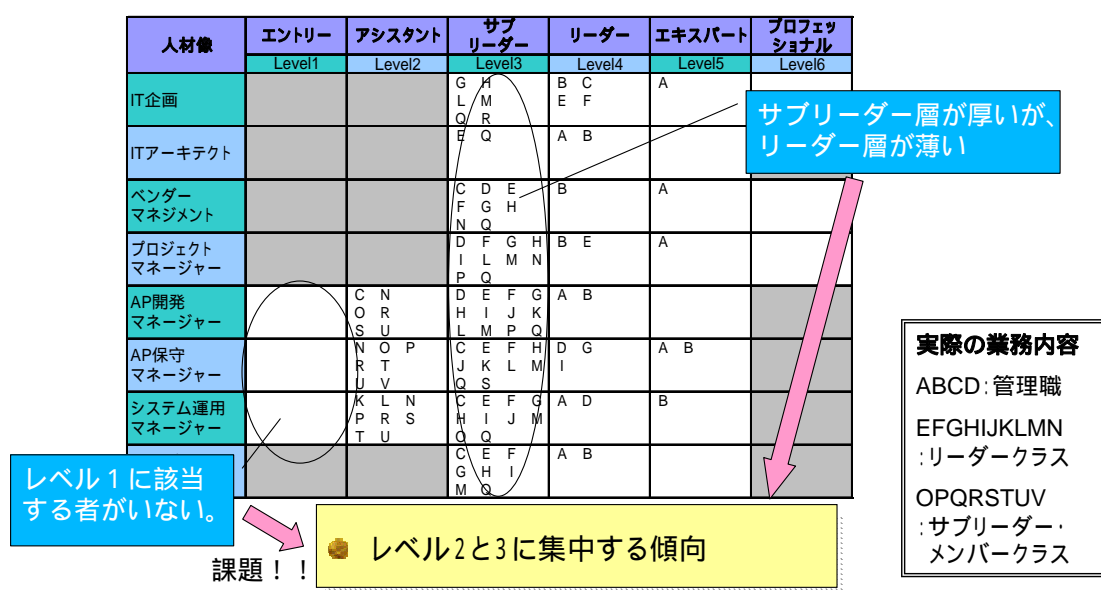 人材像
エントリー
アシスタント
サブ
リーダー
リーダー
エキスパート
プロフェッ
ショナル
Level1
Level2
Level3
Level4
Level5
Level6
IT企画
G H
L M
Q R
B C
E F
A
ITアーキテクト
E Q
A B
ベンダー
マネジメント
C D E
F G H
N Q
B
A
プロジェクト
マネージャー
D F G H
I L M N
P Q
B E
A
AP開発
マネージャー
C N
O R
S U
D E F G
H I J K
L M P Q
A B
AP保守
マネージャー
N O P
R T
U V
C E F H
J K L M
Q S
D G
I
A B
システム運用
マネージャー
K L N
P R S
T U
C E F G
H I J M
O Q
A D
B
C E F
G H I
M Q
A B
サブリーダー層が厚いが、
リーダー層が薄い
レベル1に該当
する者がいない。
課題!!
レベル2と3に集中する傾向
実際の業務内容
ABCD:管理職
EFGHIJKLMN
:リーダークラス
OPQRSTUV
:サブリーダー・
メンバークラス